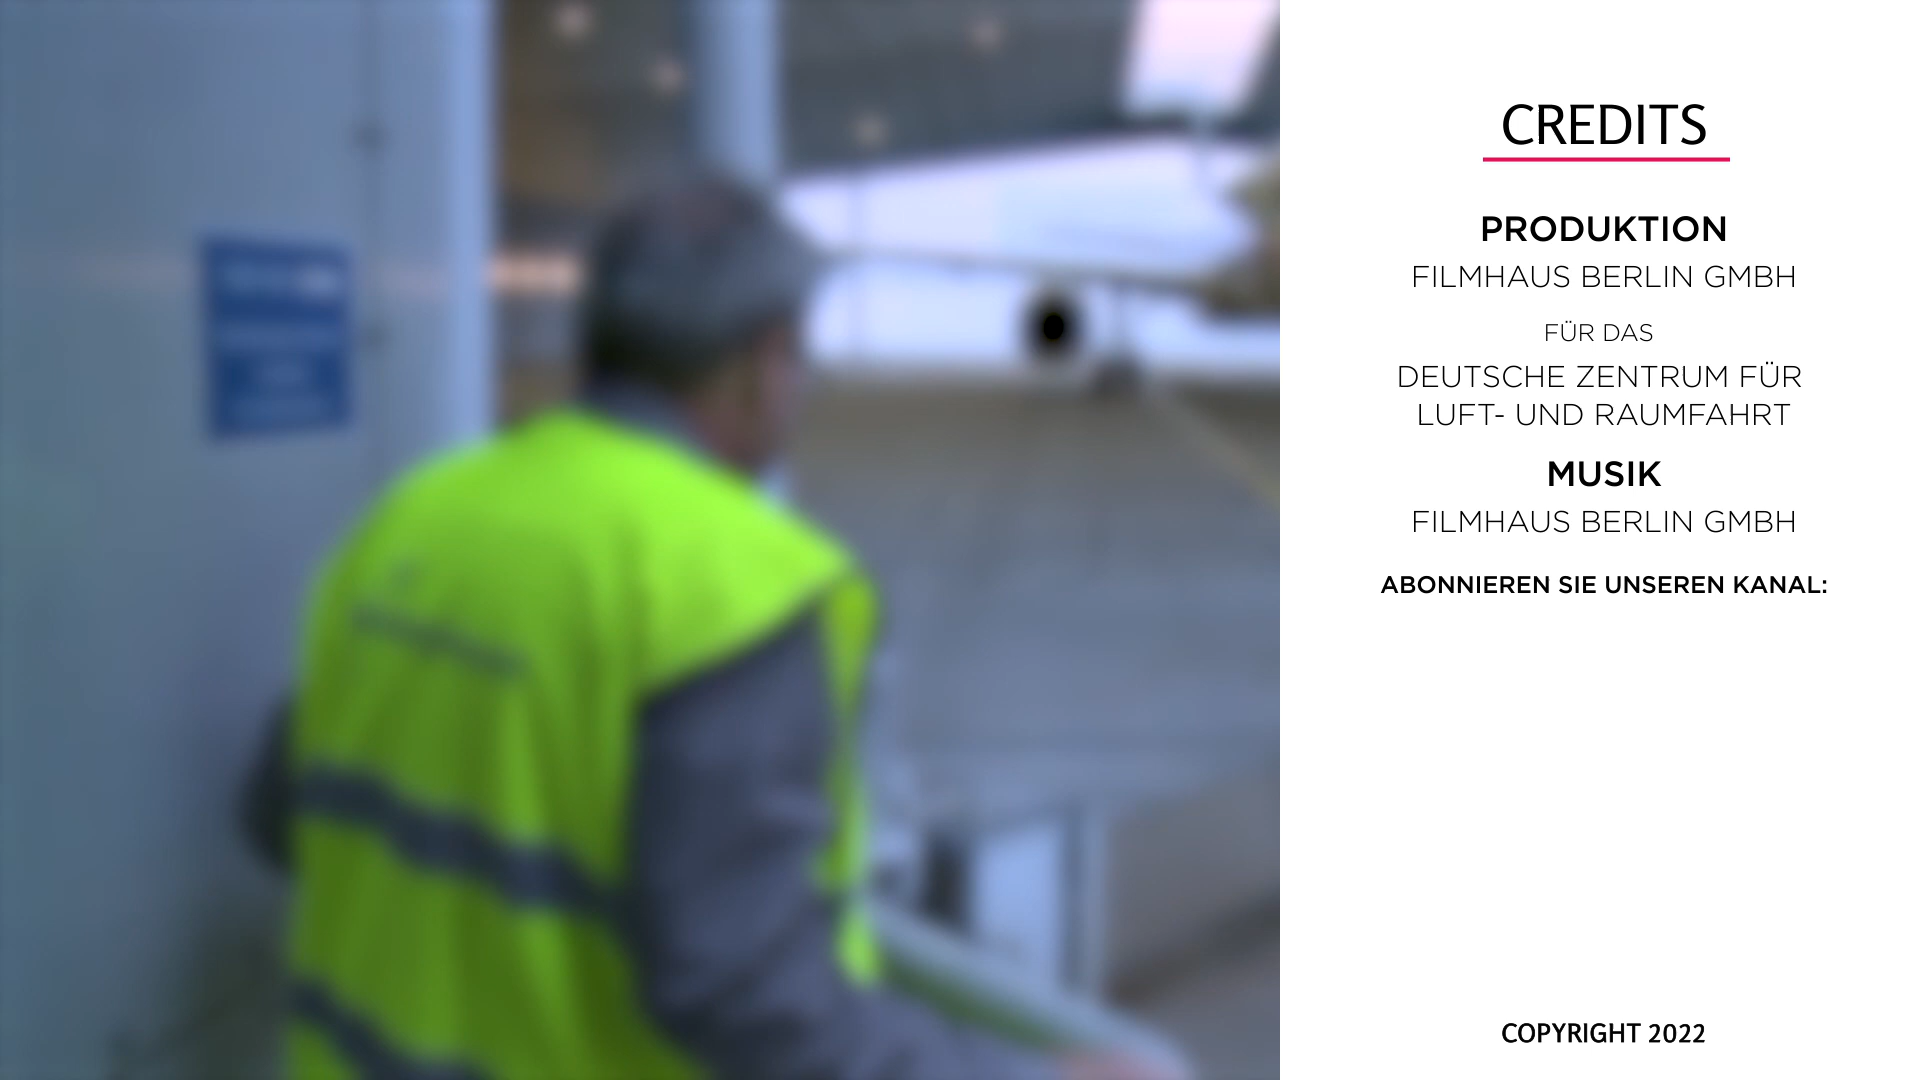 CREDITS
PRODUKTION
FILMHAUS BERLIN GMBH
FÜR DAS
DEUTSCHE ZENTRUM FÜR
LUFT- UND RAUMFAHRT
MUSIK
FILMHAUS BERLIN GMBH
ABONNIEREN SIE UNSEREN KANAL:
COPYRIGHT 2022